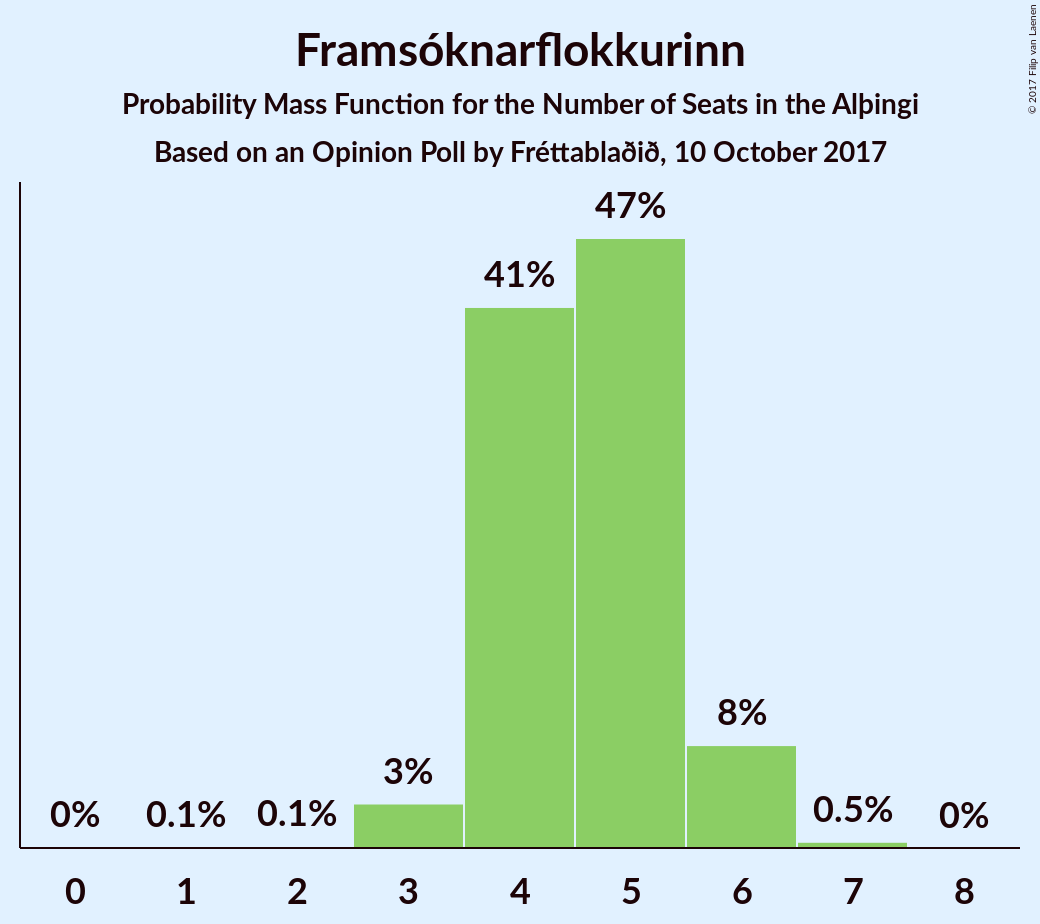 Framsóknarflokkurinn
Probability Mass Function for the Number of Seats in the Alþingi
Based on an Opinion Poll by Fréttablaðið, 10 October 2017
© 2017 Filip van Laenen
47%
41%
8%
3%
0% 0.1% 0.1% 0.5% 0%
0 1 2 3 4 5 6 7 8